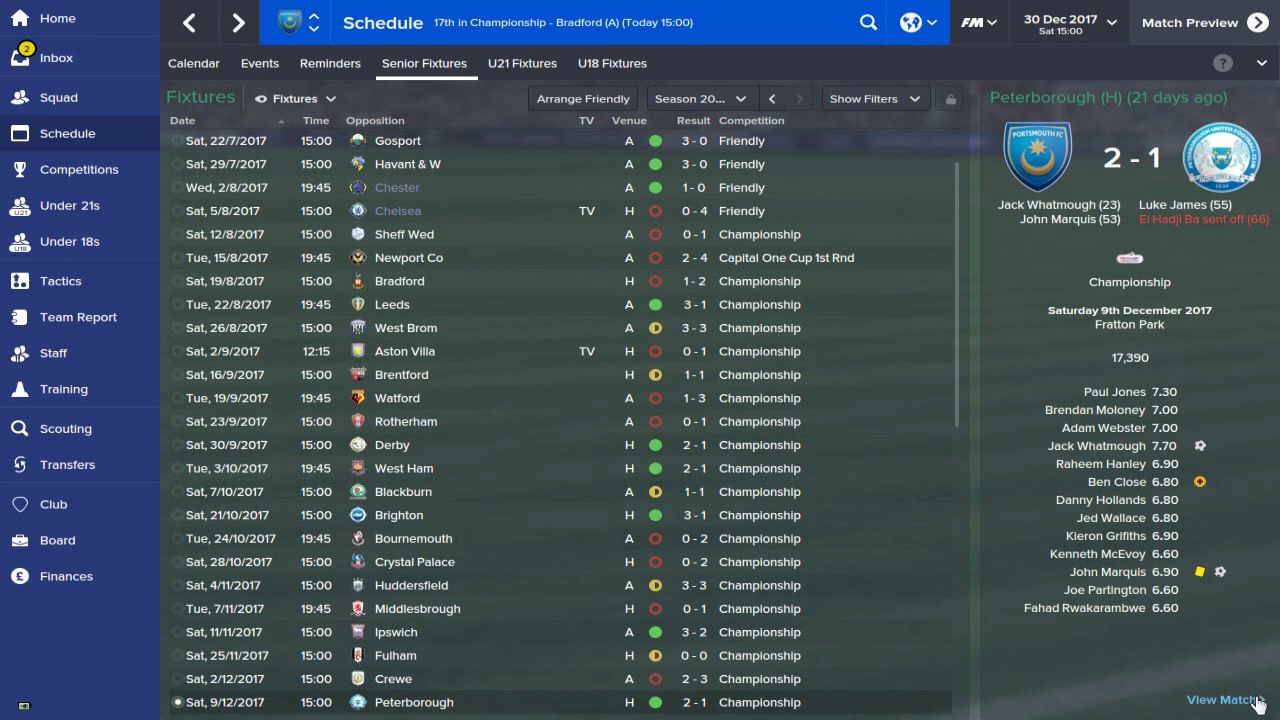 Home
2
Inbox
Squad
Schedule
Competitions
U21
Under 21s
U18
Under 18s
Tactics
Team Report
Staff
Training
Scouting
Transfers
Club
Board
Finances
Schedule 17th in Championship - Bradford (A) (Today 15:00)
FM
30 Dec 2017
Sat 15:00
Match Preview
Calendar Events Reminders Senior Fixtures U21 Fixtures U18 Fixtures ?
Fixtures Fixtures Arrange Friendly Season 20... Show Filters
Date Time Opposition TV Venue Result Competition
Sat, 22/7/2017 15:00 Gosport A 3 - 0 Friendly
Sat, 29/7/2017 15:00 Havant & W A 3 - 0 Friendly
Wed, 2/8/2017 19:45 Chester A 1 - 0 Friendly
Sat, 5/8/2017 15:00 Chelsea TV H 0 - 4 Friendly
Sat, 12/8/2017 15:00 Sheff Wed A 0 - 1 Championship
Tue, 15/8/2017 19:45 Newport Co A 2 - 4 Capital One Cup 1st Rnd
Sat, 19/8/2017 15:00 Bradford H 1 - 2 Championship
Tue, 22/8/2017 19:45 Leeds A 3 - 1 Championship
Sat, 26/8/2017 15:00 West Brom A 3 - 3 Championship
Sat, 2/9/2017 12:15 Aston Villa TV H 0 - 1 Championship
Sat, 16/9/2017 15:00 Brentford H 1 - 1 Championship
Tue, 19/9/2017 19:45 Watford A 1 - 3 Championship
Sat, 23/9/2017 15:00 Rotherham A 0 - 1 Championship
Sat, 30/9/2017 15:00 Derby H 2 - 1 Championship
Tue, 3/10/2017 19:45 West Ham H 2 - 1 Championship
Sat, 7/10/2017 15:00 Blackburn A 1 - 1 Championship
Sat, 21/10/2017 15:00 Brighton H 3 - 1 Championship
Tue, 24/10/2017 19:45 Bournemouth A 0 - 2 Championship
Sat, 28/10/2017 15:00 Crystal Palace H 0 - 2 Championship
Sat, 4/11/2017 15:00 Huddersfield A 3 - 3 Championship
Tue, 7/11/2017 19:45 Middlesbrough H 0 - 1 Championship
Sat, 11/11/2017 15:00 Ipswich A 3 - 2 Championship
Sat, 25/11/2017 15:00 Fulham H 0 - 0 Championship
Sat, 2/12/2017 15:00 Crewe A 2 - 3 Championship
Sat, 9/12/2017 15:00 Peterborough H 2 - 1 Championship
Peterborough (H) (21 days ago)
2 - 1
Jack Whatmough (23) Luke James (55)
John Marquis (53) El Hadji Ba sent off (66)
Championship
Saturday 9th December 2017
Fratton Park
17,390
Paul Jones 7.30
Brendan Moloney 7.00
Adam Webster 7.00
Jack Whatmough 7.70
Raheem Hanley 6.90
Ben Close 6.80
Danny Hollands 6.80
Jed Wallace 6.80
Kieron Griffiths 6.90
Kenneth McEvoy 6.60
John Marquis 6.90
Joe Partington 6.60
Fahad Rwakarambwe 6.60
View Match